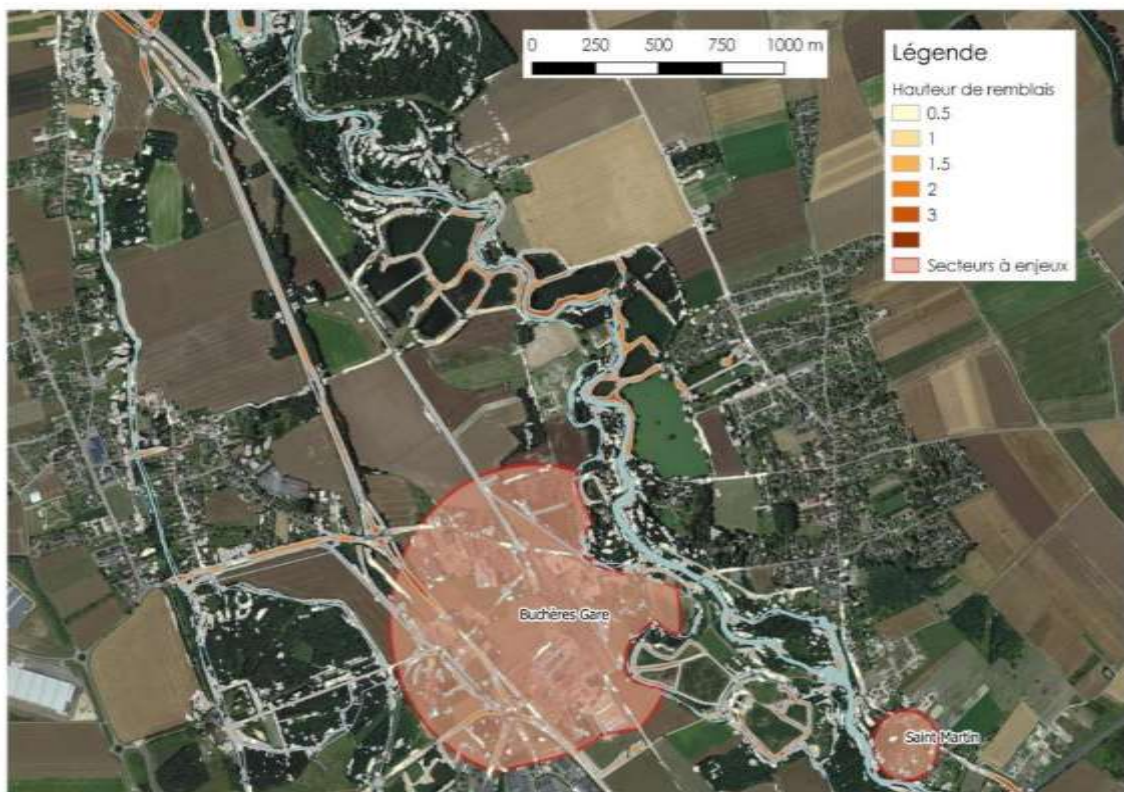 0 250 500 750 1000 m
Légende
Hauteur de remblais
0.5
1
1.5
2
3
Secteurs à enjeux
Buchères Gare
Saint Martin